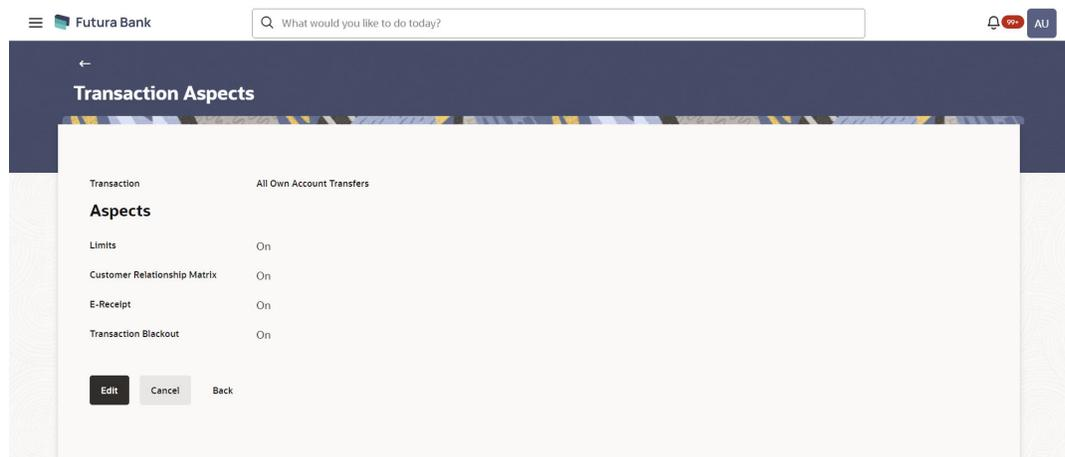 Futura Bank
What would you like to do today?
99+
AU
Transaction Aspects
Transaction All Own Account Transfers
Aspects
Limits On
Customer Relationship Matrix On
E-Receipt On
Transaction Blackout On
Edit Cancel Back